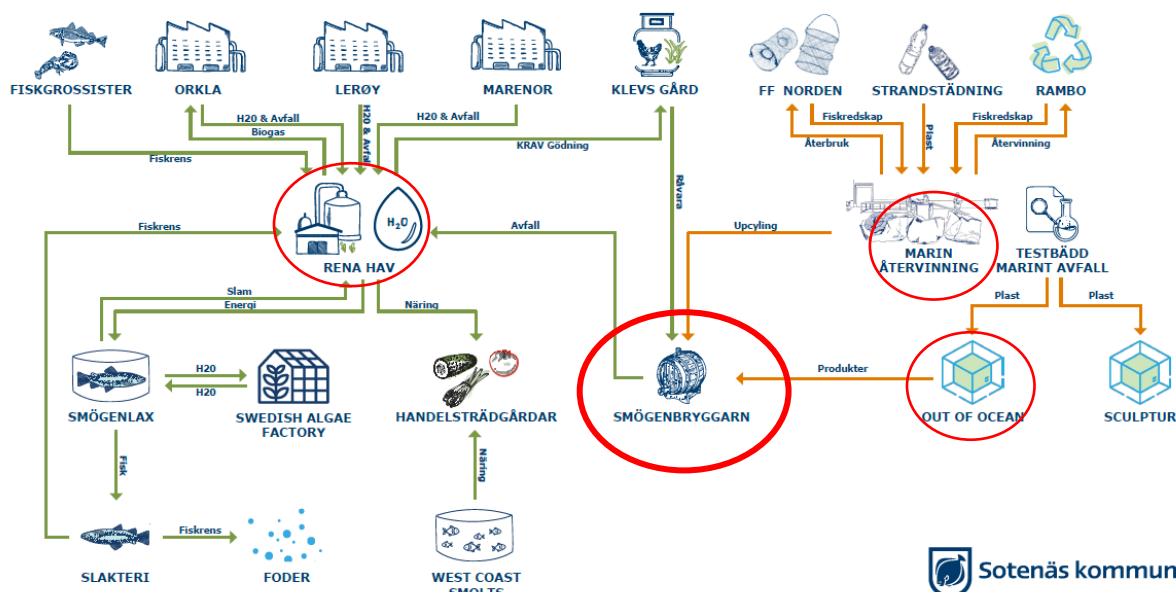 FISKGROSSISTER
ORKLA
LERØY
MARENOR
KLEVS GÅRD
FF NORDEN
STRANDSTÄDNING
RAMBO
H20 & Avfall
Biogas
H20 & Avfall
H20 & Avfall
KRAV Gödning
Fiskrens
Fiskredskap
Återbruk
Plast
Fiskredskap
Återvinning
Råvara
H2O
RENA HAV
Fiskrens
Avfall
Upcyling
MARIN
ÅTERVINNING
TESTBÄDD
MARINT AVFALL
Slam
Energi
Näring
Plast
Plast
H20
H20
SMÖGENLAX
SWEDISH ALGAE
FACTORY
HANDELSTRÄDGÅRDAR
SMÖGENBRYGGARN
Produkter
OUT OF OCEAN
SCULPTUR
Fisk
Näring
Fiskrens
SLAKTERI
FODER
WEST COAST
SMOLTS
Sotenäs kommun